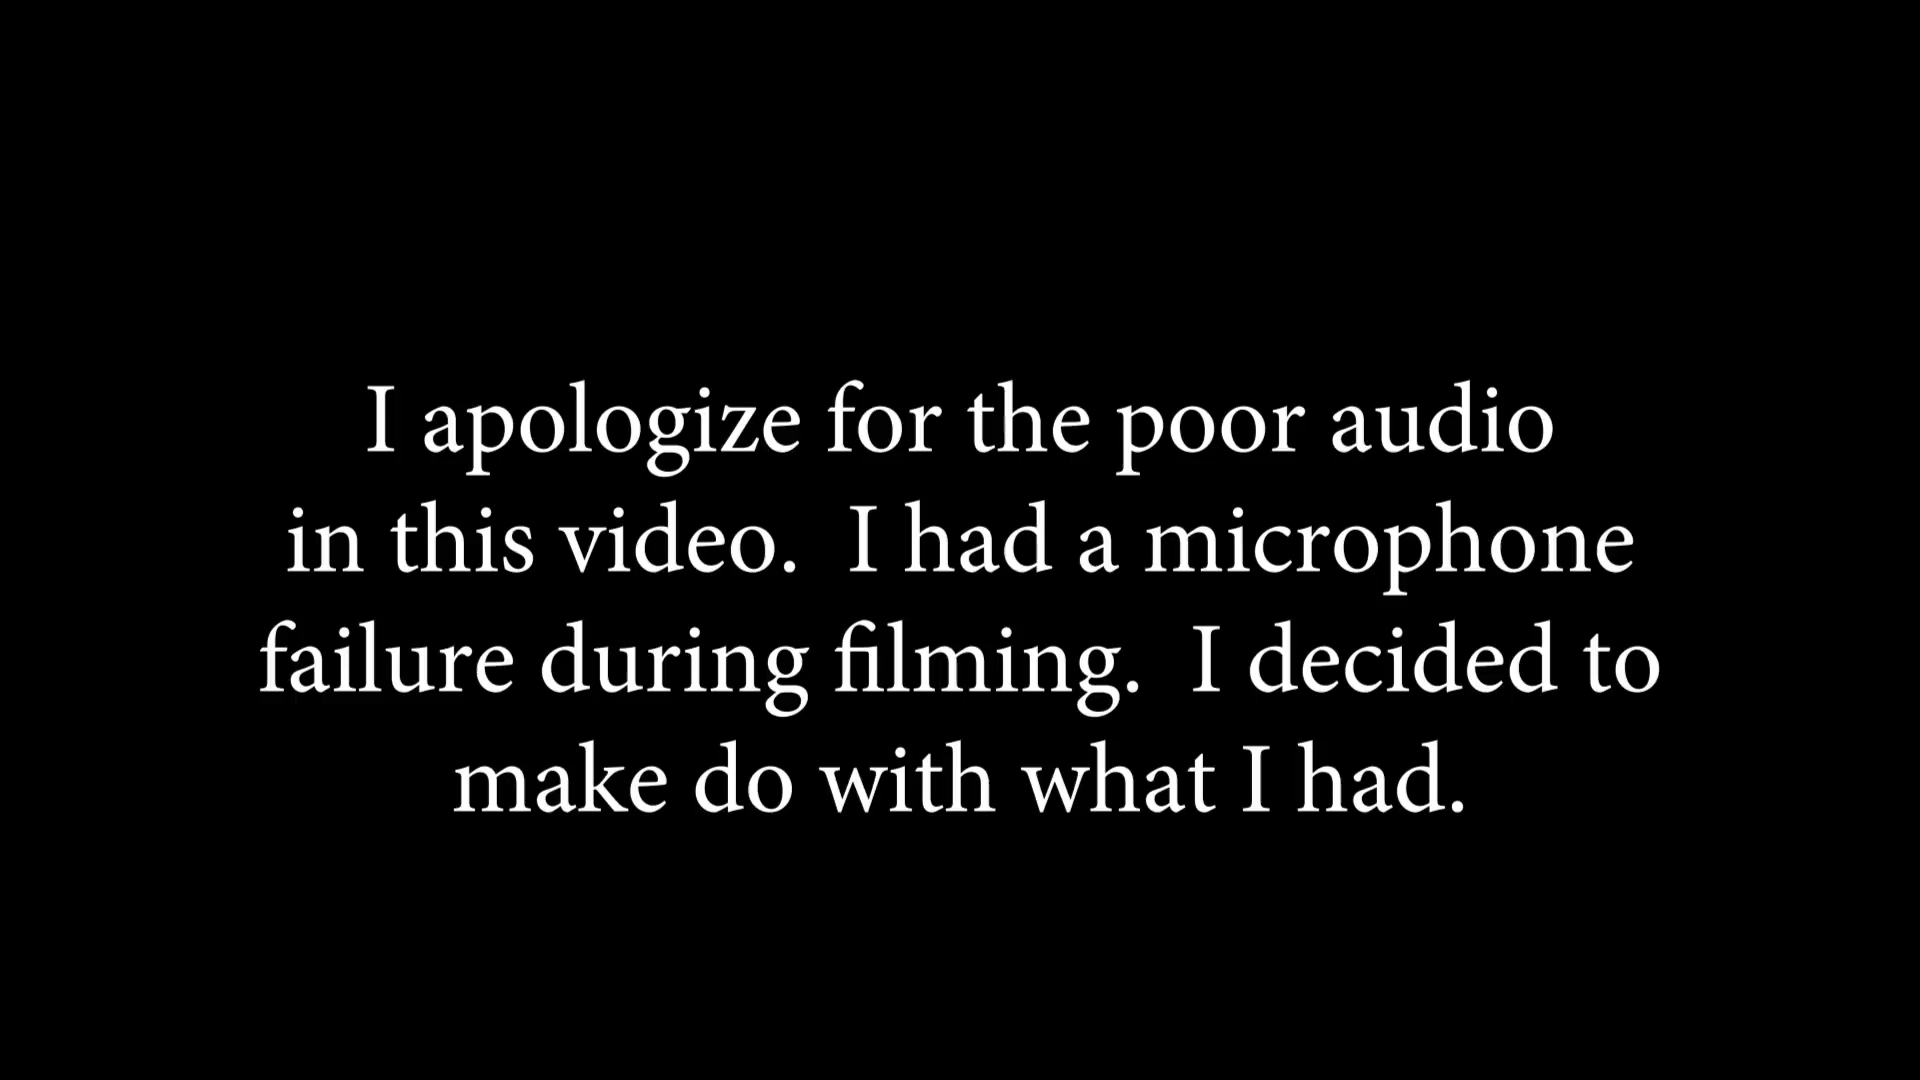 I apologize for the poor audio
in this video.  I had a microphone
failure during filming.  I decided to
make do with what I had.